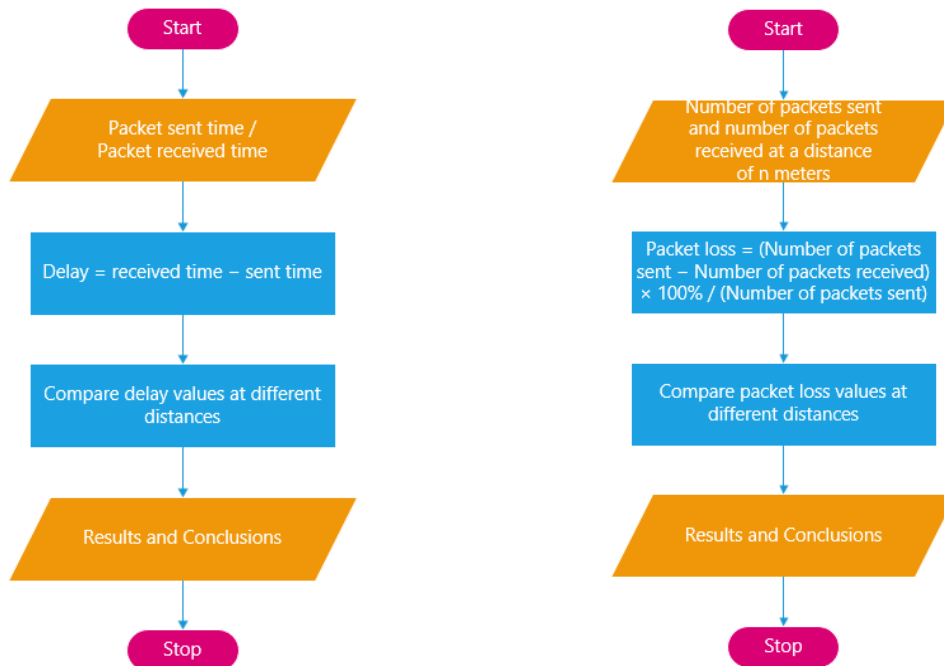 Start
Packet sent time /
Packet received time
Delay = received time − sent time
Compare delay values at different
distances
Results and Conclusions
Stop
Start
Number of packets sent
and number of packets
received at a distance
of n meters
Packet loss = (Number of packets
sent − Number of packets received)
× 100% / (Number of packets sent)
Compare packet loss values at
different distances
Results and Conclusions
Stop